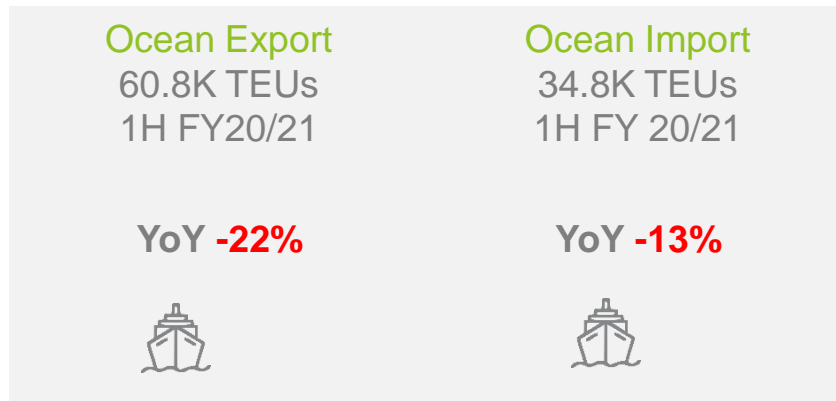 Ocean Export
60.8K TEUs
1H FY20/21
YoY -22%
Ocean Import
34.8K TEUs
1H FY 20/21
YoY -13%